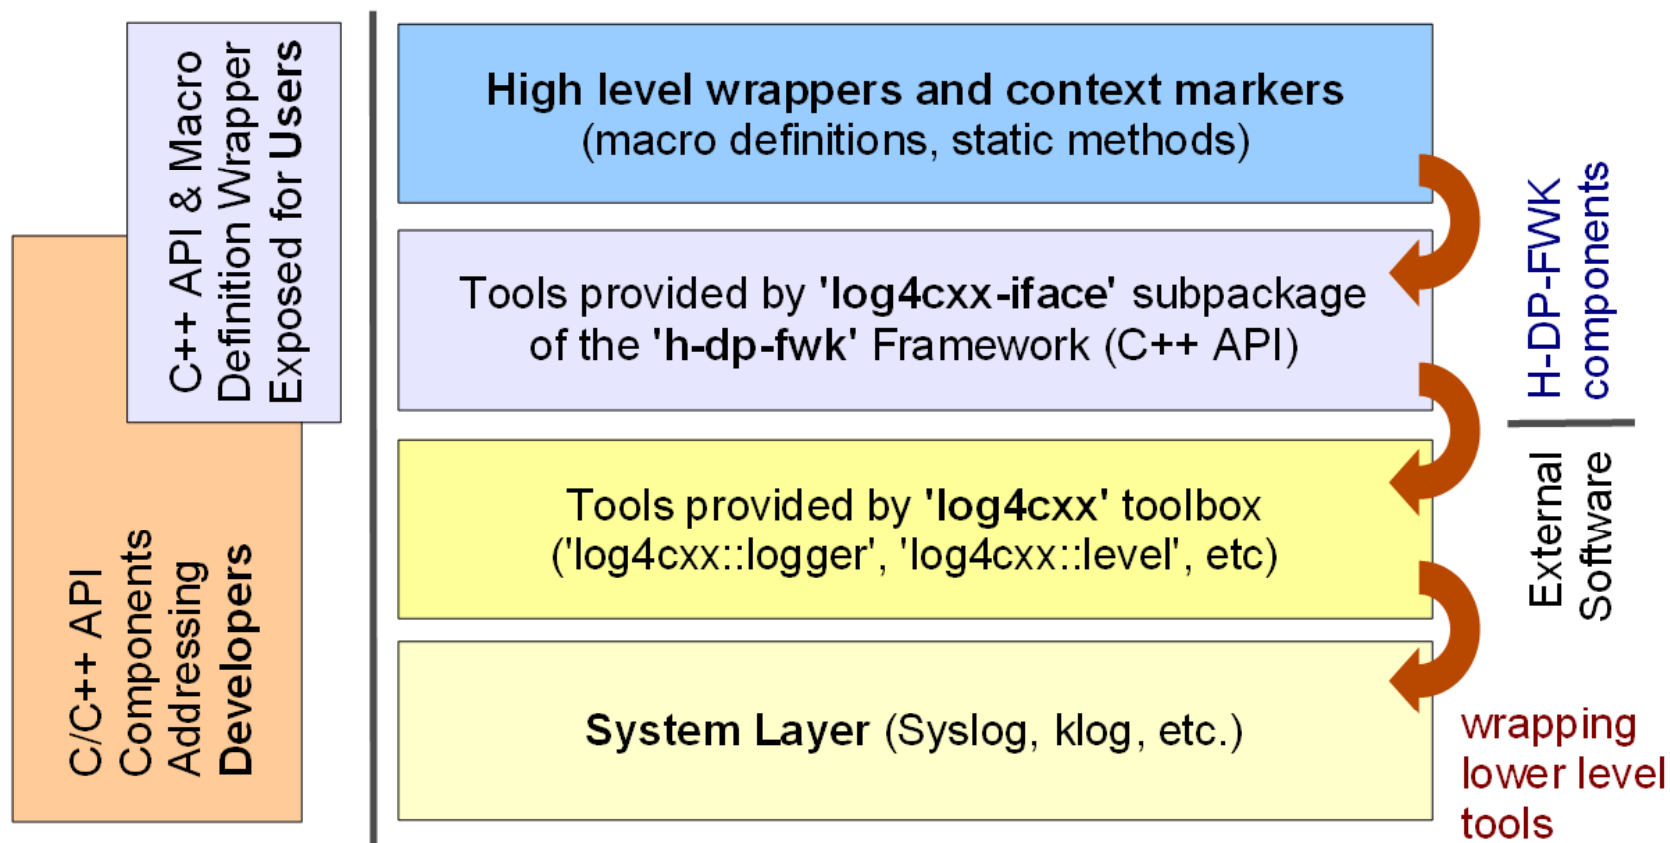 C++ API & Macro
Definition Wrapper
Exposed for Users
C/C++ API
Components
Addressing
Developers
High level wrappers and context markers
(macro definitions, static methods)
Tools provided by 'log4cxx-iface' subpackage
of the 'h-dp-fwk' Framework (C++ API)
Tools provided by 'log4cxx' toolbox
('log4cxx::logger', 'log4cxx::level', etc)
System Layer (Syslog, klog, etc.)
H-DP-FWK
components
External
Software
wrapping
lower level
tools